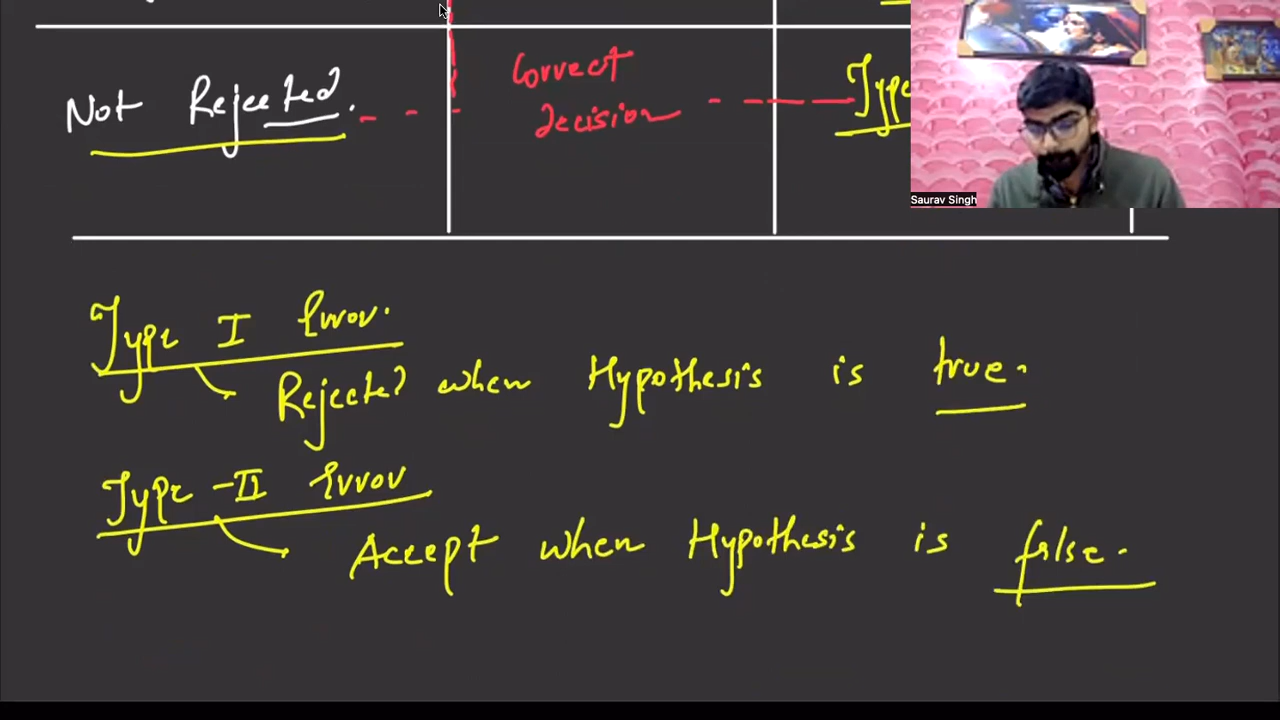 Correct
Not Rejected.
decision
Type
Saurav Singh
Type I Error.
Rejected when Hypothesis is true.
Type -II Error
Accept when Hypothesis is false.